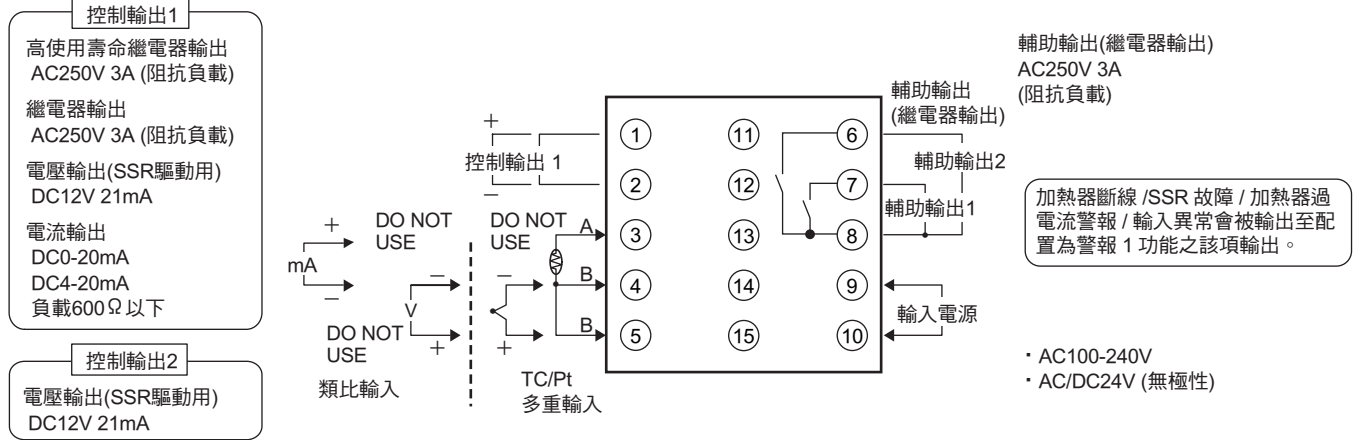 控制輸出1
高使用壽命繼電器輸出
AC250V 3A (阻抗負載)
繼電器輸出
AC250V 3A (阻抗負載)
電壓輸出(SSR驅動用)
DC12V 21mA
電流輸出
DC0-20mA
DC4-20mA
負載600Ω以下
控制輸出2
電壓輸出(SSR驅動用)
DC12V 21mA
+
mA
−
DO NOT
USE
−
V
+
DO NOT
USE
類比輸入
+
控制輸出 1
−
DO NOT
USE
−
+
A
B
B
TC/Pt
多重輸入
1
2
3
4
5
11
12
13
14
15
6
7
8
9
10
輔助輸出
(繼電器輸出)
輔助輸出2
輔助輸出1
輸入電源
輔助輸出(繼電器輸出)
AC250V 3A
(阻抗負載)
加熱器斷線 /SSR 故障 / 加熱器過
電流警報 / 輸入異常會被輸出至配
置為警報 1 功能之該項輸出。
・AC100-240V
・AC/DC24V (無極性)